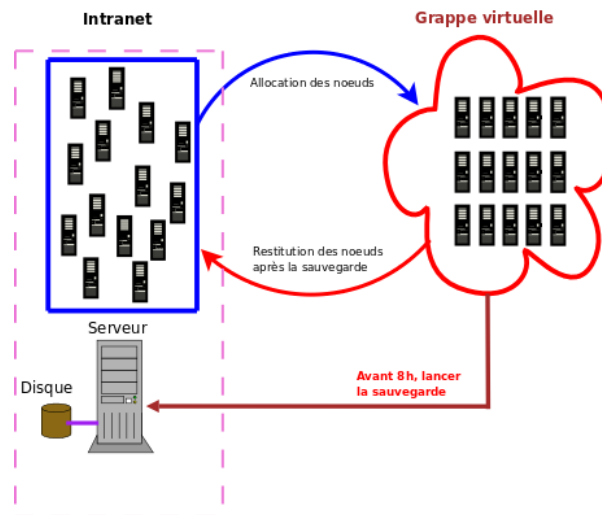 Intranet
Grappe virtuelle
Allocation des noeuds
Restitution des noeuds
après la sauvegarde
Serveur
Disque
Avant 8h, lancer
la sauvegarde